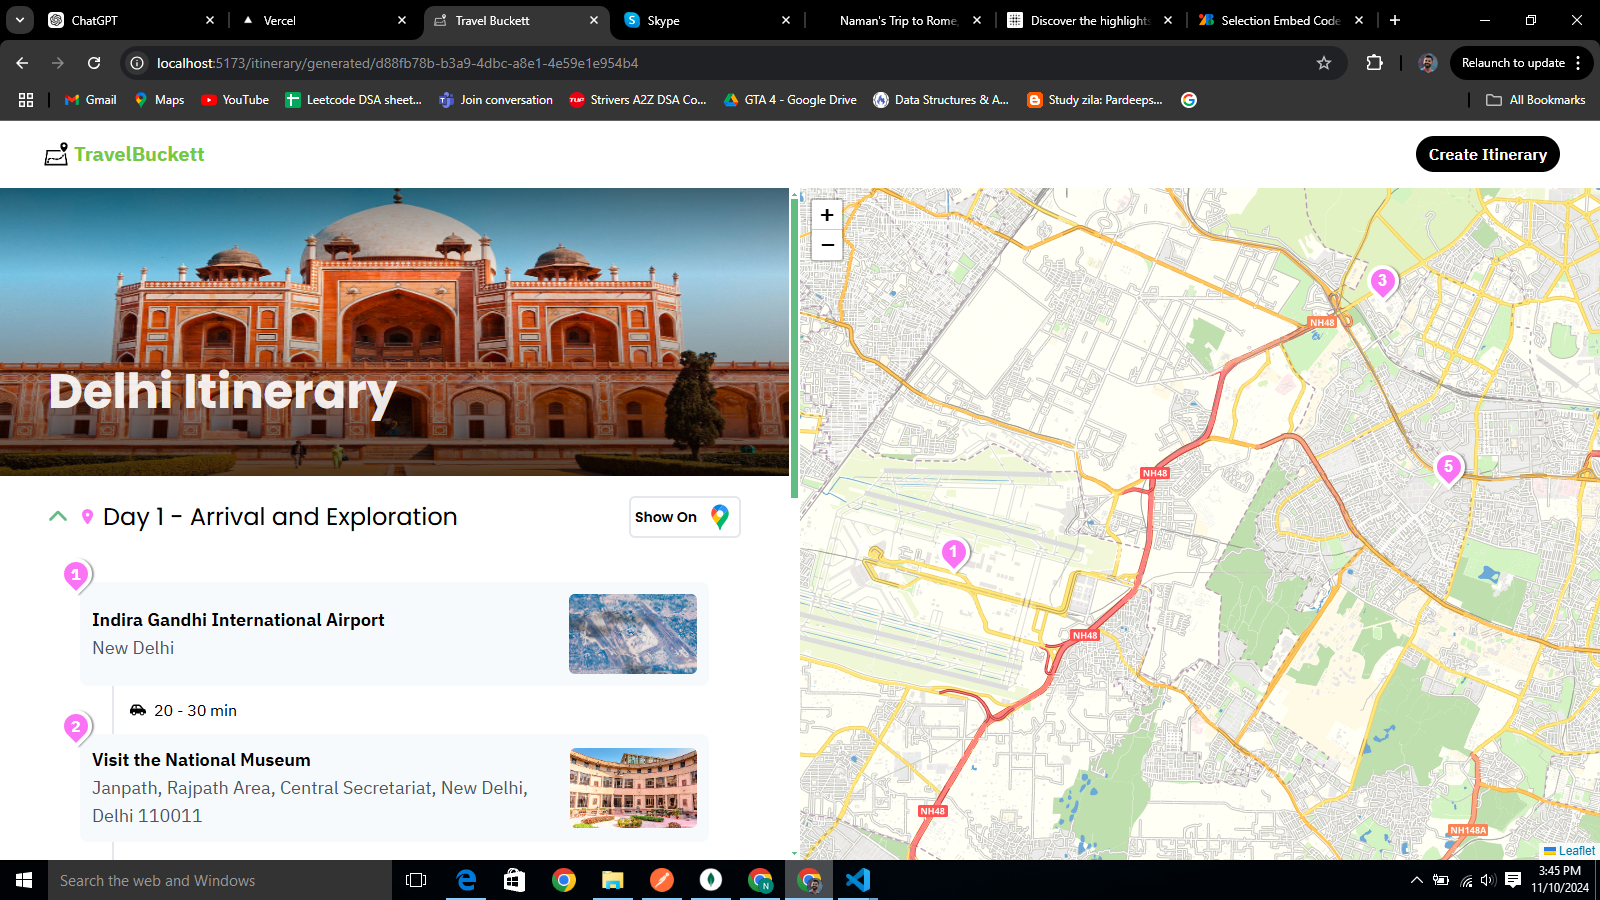 ChatGPT
Vercel
Travel Buckett
Skype
Naman's Trip to Rome,
Discover the highlights
Selection Embed Code
localhost:5173/itinerary/generated/d88fb78b-b3a9-4dbc-a8e1-4e59e1e954b4
Relaunch to update
Gmail
Maps
YouTube
Leetcode DSA sheet...
Join conversation
TUF
Strivers A2Z DSA Co...
GTA 4 - Google Drive
Data Structures & A...
Study zila: Pardeeps...
All Bookmarks
TravelBuckett
Create Itinerary
Delhi Itinerary
Day 1 - Arrival and Exploration
Show On
1
Indira Gandhi International Airport
New Delhi
20 - 30 min
2
Visit the National Museum
Janpath, Rajpath Area, Central Secretariat, New Delhi,
Delhi 110011
+
−
3
NH48
5
NH48
1
NH48
NH48
NH148A
Leaflet
Search the web and Windows
N
3:45 PM
11/10/2024